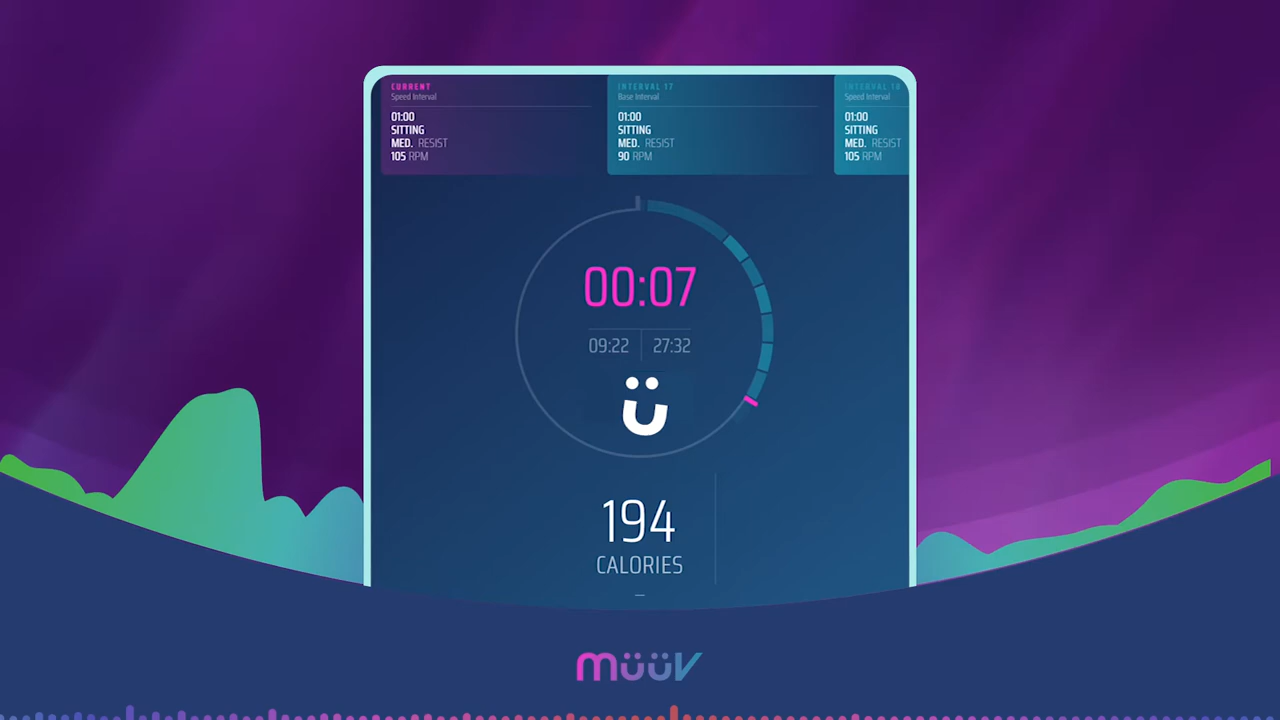 CURRENT
Speed Interval
01:00
SITTING
MED. RESIST
105 RPM
INTERVAL 17
Base Interval
01:00
SITTING
MED. RESIST
90 RPM
INTERVAL 18
Speed Interval
01:00
SITTING
MED. RESIST
105 RPM
00:07
09:22 27:32
ü
194
CALORIES
müüv